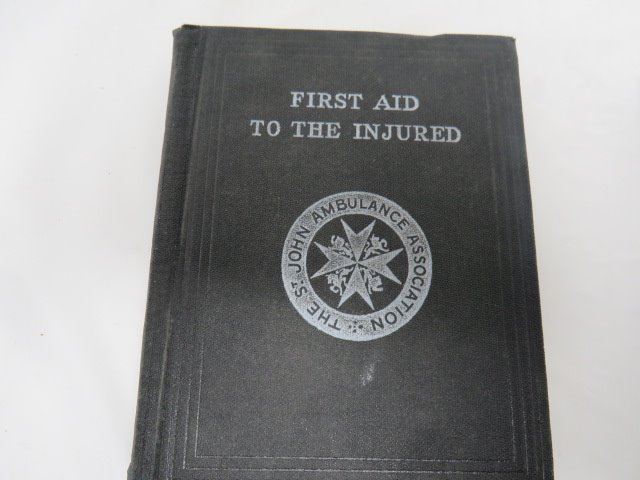 FIRST AID
TO THE INJURED
THE ST JOHN AMBULANCE ASSOCIATION